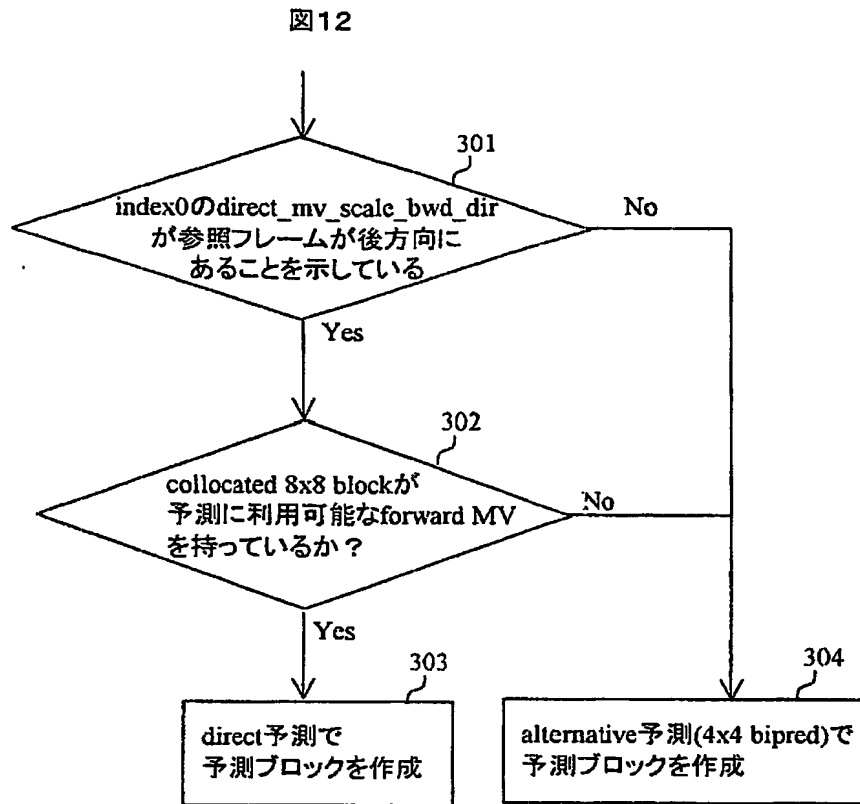 図12
301
index0のdirect_mv_scale_bwd_dir
が参照フレームが後方向に
あることを示している
No
Yes
302
collocated 8x8 blockが
予測に利用可能なforward MV
を持っているか?
No
Yes
303
direct予測で
予測ブロックを作成
304
alternative予測(4x4 bipred)で
予測ブロックを作成